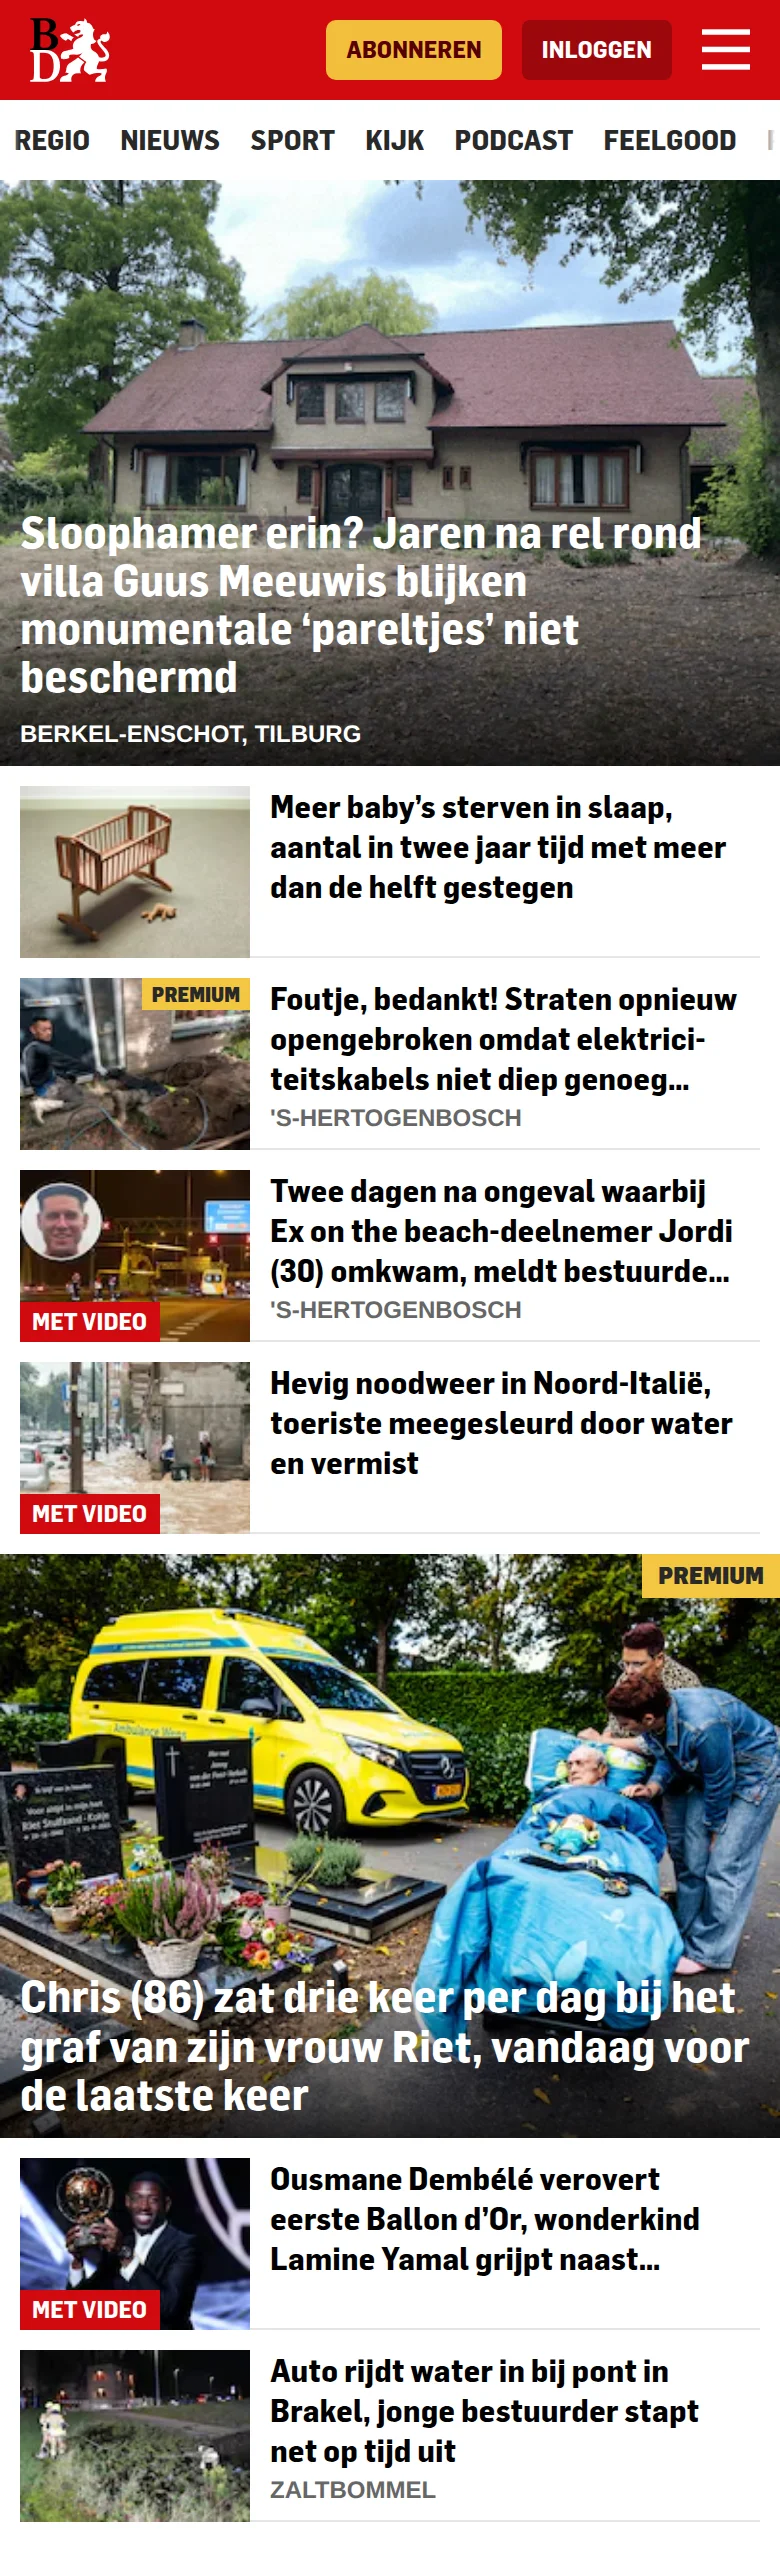 BD
ABONNEREN
INLOGGEN
REGIO NIEUWS SPORT KIJK PODCAST FEELGOOD
Sloophamer erin? Jaren na rel rond
villa Guus Meeuwis blijken
monumentale ‘pareltjes’ niet
beschermd
BERKEL-ENSCHOT, TILBURG
Meer baby’s sterven in slaap,
aantal in twee jaar tijd met meer
dan de helft gestegen
PREMIUM
Foutje, bedankt! Straten opnieuw
opengebroken omdat elektrici-
teitskabels niet diep genoeg...
'S-HERTOGENBOSCH
MET VIDEO
Twee dagen na ongeval waarbij
Ex on the beach-deelnemer Jordi
(30) omkwam, meldt bestuurde...
'S-HERTOGENBOSCH
MET VIDEO
Hevig noodweer in Noord-Italië,
toeriste meegesleurd door water
en vermist
PREMIUM
Chris (86) zat drie keer per dag bij het
graf van zijn vrouw Riet, vandaag voor
de laatste keer
MET VIDEO
Ousmane Dembélé verovert
eerste Ballon d’Or, wonderkind
Lamine Yamal grijpt naast...
Auto rijdt water in bij pont in
Brakel, jonge bestuurder stapt
net op tijd uit
ZALTBOMMEL